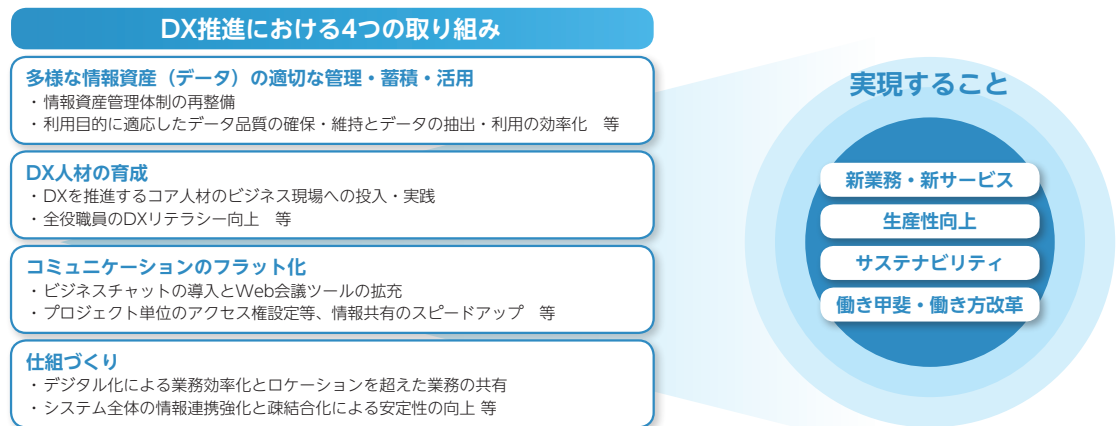 DX推進における4つの取り組み
多様な情報資産（データ）の適切な管理・蓄積・活用
・情報資産管理体制の再整備
・利用目的に適応したデータ品質の確保・維持とデータの抽出・利用の効率化　等
DX人材の育成
・DXを推進するコア人材のビジネス現場への投入・実践
・全役職員のDXリテラシー向上　等
コミュニケーションのフラット化
・ビジネスチャットの導入とWeb会議ツールの拡充
・プロジェクト単位のアクセス権設定等、情報共有のスピードアップ　等
仕組づくり
・デジタル化による業務効率化とロケーションを超えた業務の共有
・システム全体の情報連携強化と疎結合化による安定性の向上 等
実現すること
新業務・新サービス
生産性向上
サステナビリティ
働き甲斐・働き方改革